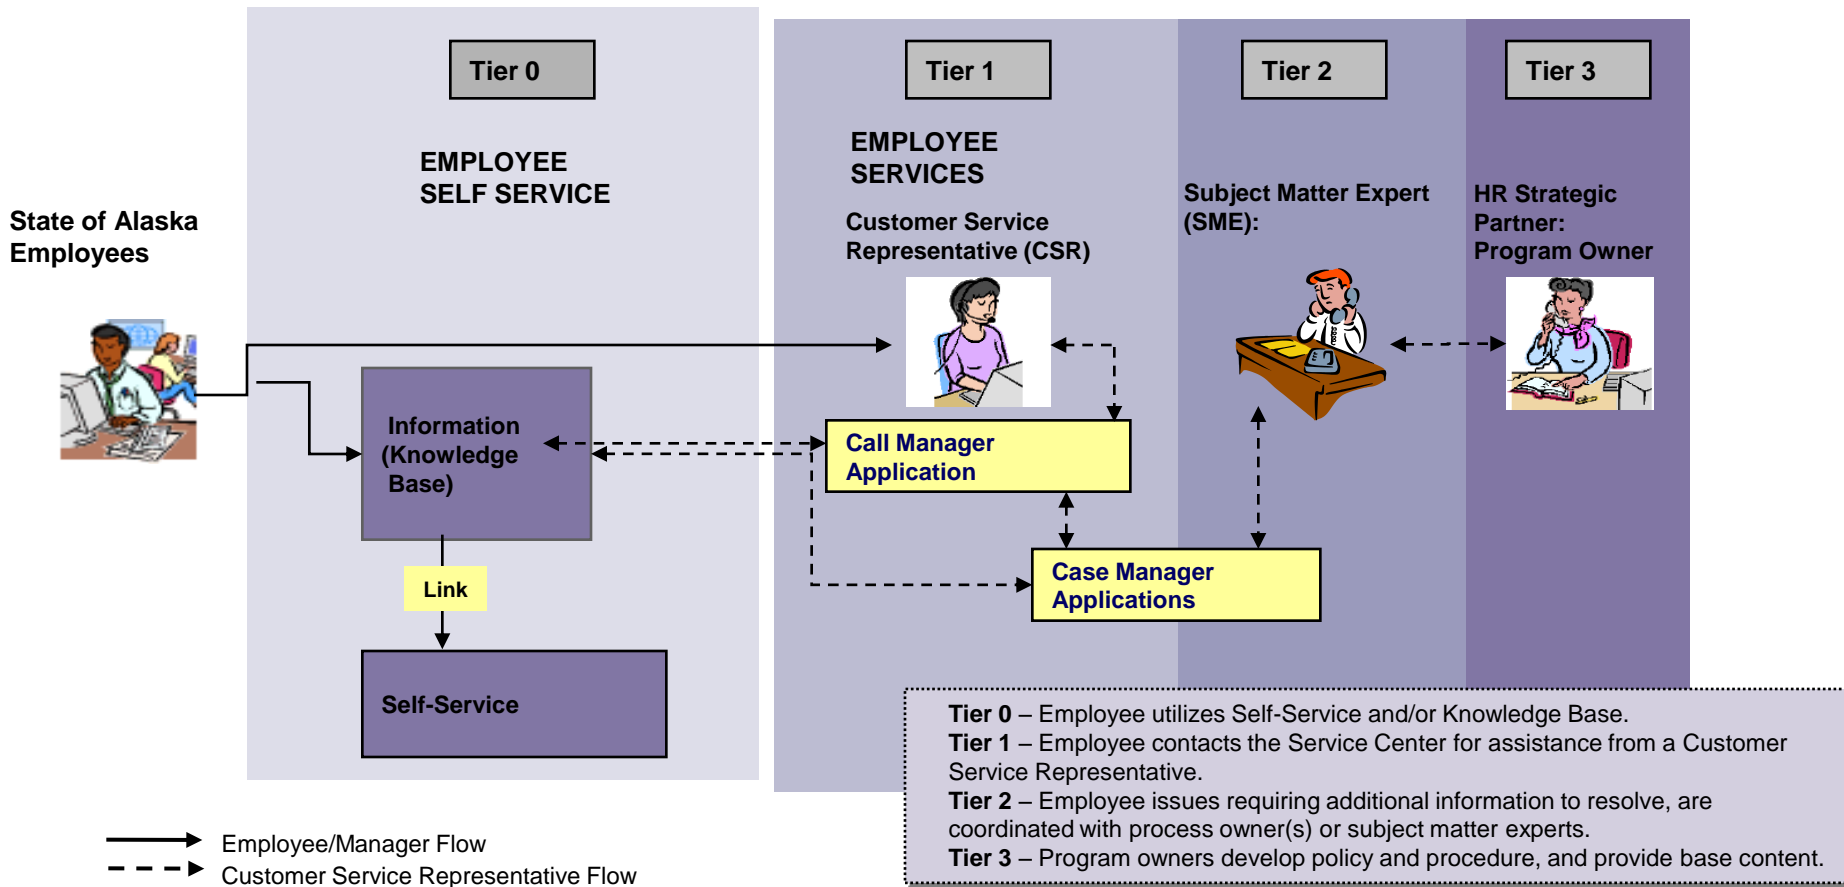 Tier 0
Tier 1
Tier 2
Tier 3
EMPLOYEE
SELF SERVICE
EMPLOYEE
SERVICES
State of Alaska
Employees
Customer Service
Representative (CSR)
Subject Matter Expert
(SME):
HR Strategic
Partner:
Program Owner
Information
(Knowledge
Base)
Call Manager
Application
Link
Case Manager
Applications
Self-Service
Tier 0 – Employee utilizes Self-Service and/or Knowledge Base.
Tier 1 – Employee contacts the Service Center for assistance from a Customer
Service Representative.
Tier 2 – Employee issues requiring additional information to resolve, are
coordinated with process owner(s) or subject matter experts.
Tier 3 – Program owners develop policy and procedure, and provide base content.
Employee/Manager Flow
Customer Service Representative Flow